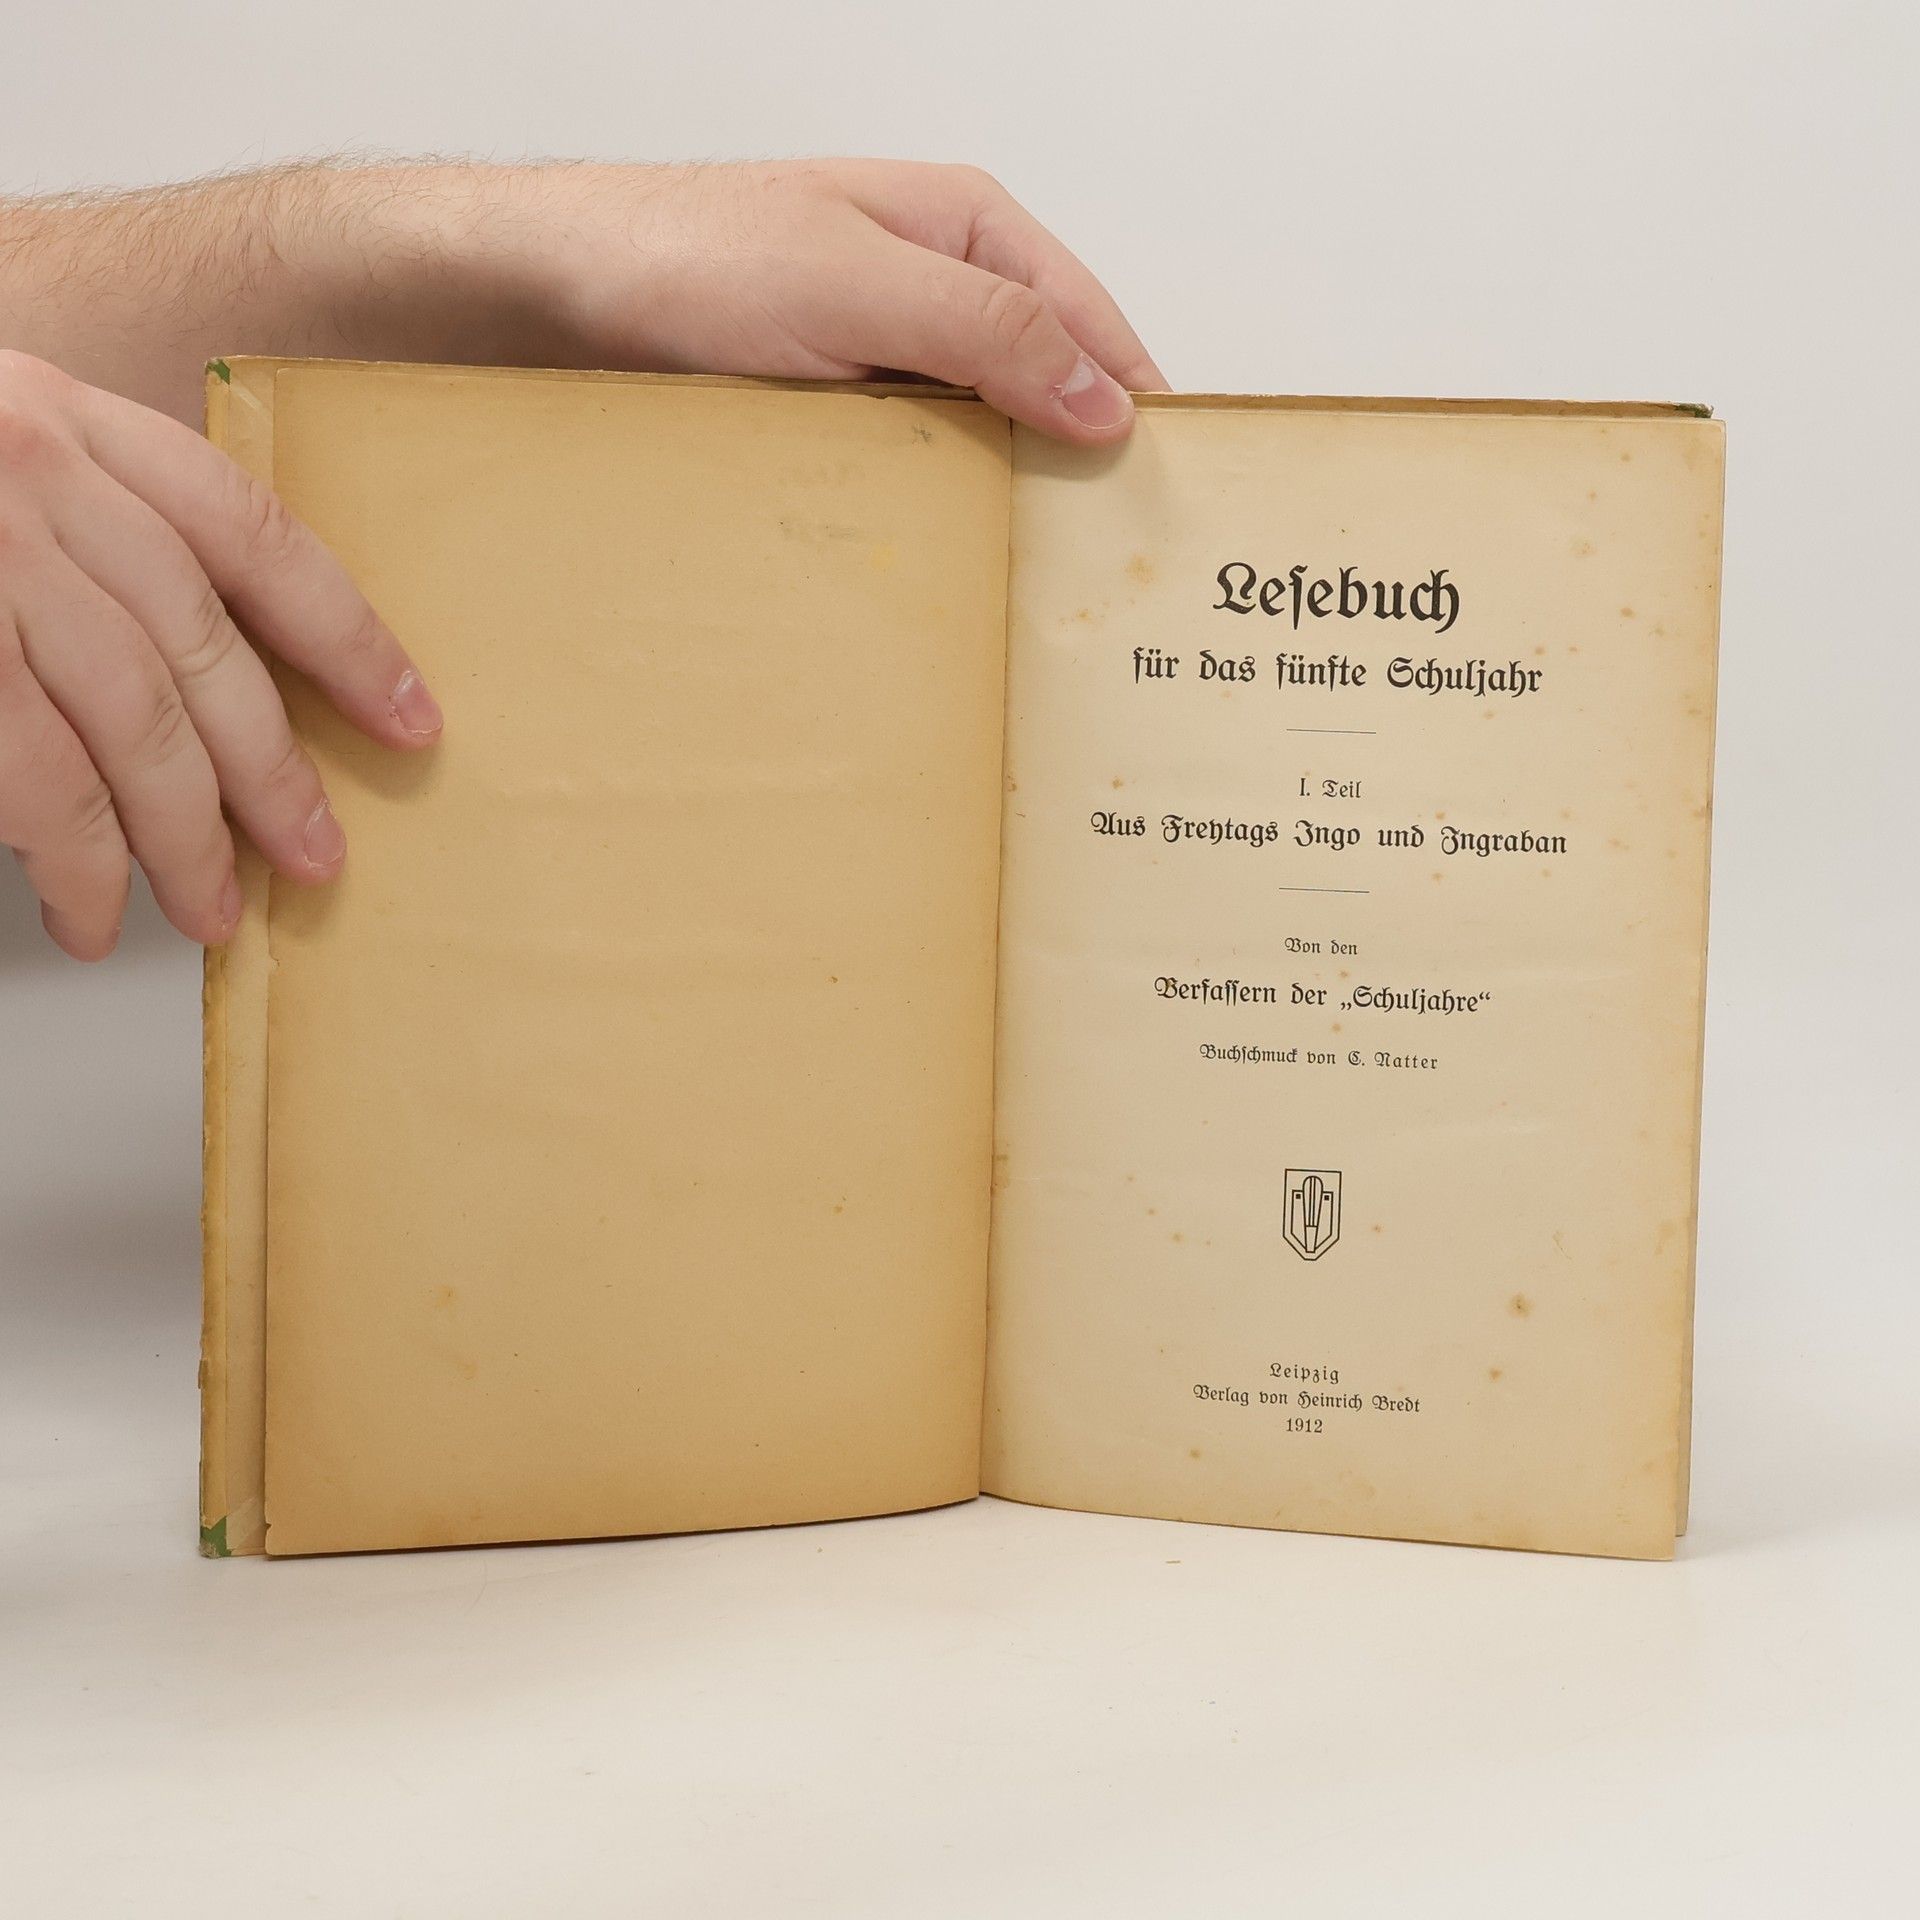 Lesebuch
für das fünfte Schuljahr
I. Teil
Aus Freytags Ingo und Ingraban
Von den
Verfassern der „Schuljahre“
Buchschmuck von C. Natter
Leipzig
Verlag von Heinrich Bredt
1912